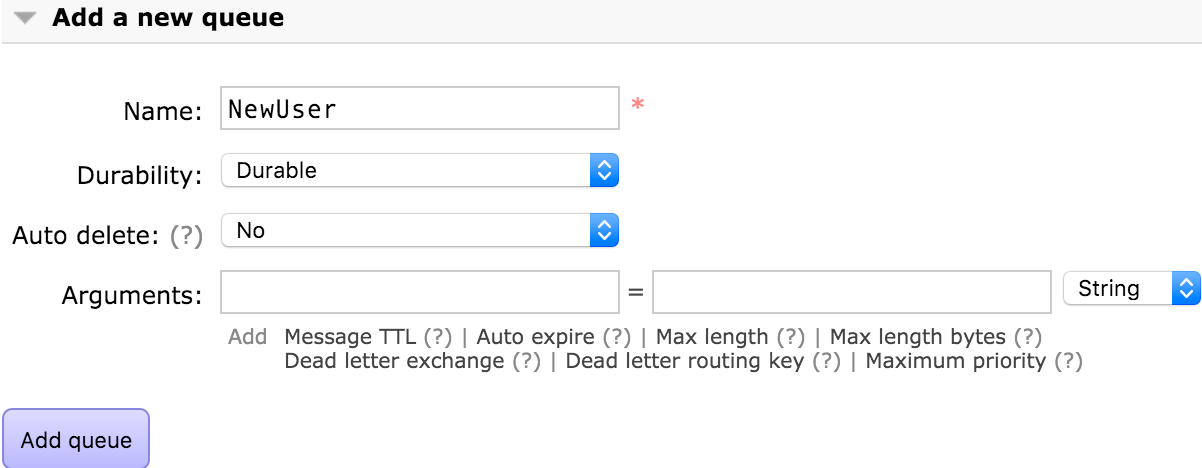 Add a new queue
Name: NewUser *
Durability: Durable
Auto delete: (?) No
Arguments: = String
Add Message TTL (?) | Auto expire (?) | Max length (?) | Max length bytes (?)
Dead letter exchange (?) | Dead letter routing key (?) | Maximum priority (?)
Add queue